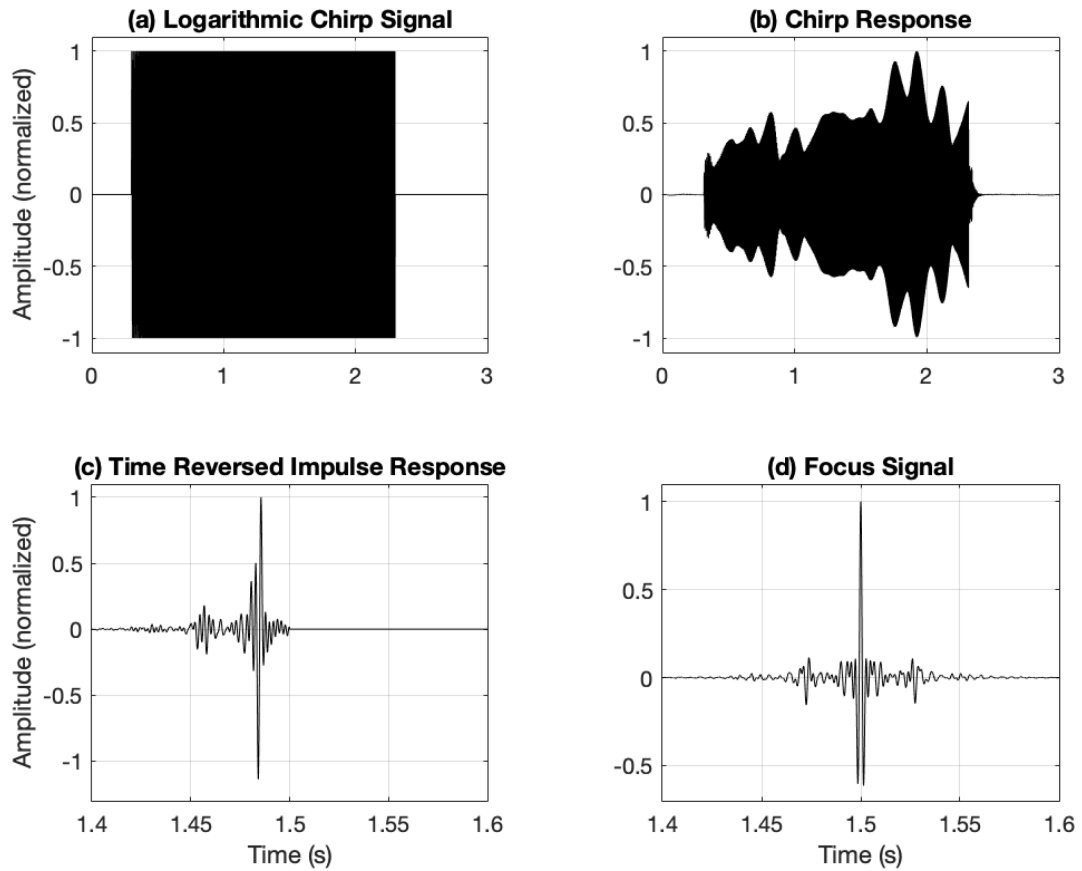 (a) Logarithmic Chirp Signal
Amplitude (normalized)
1
0.5
0
-0.5
-1
0 1 2 3
(b) Chirp Response
1
0.5
0
-0.5
-1
0 1 2 3
(c) Time Reversed Impulse Response
Amplitude (normalized)
1
0.5
0
-0.5
-1
1.4 1.45 1.5 1.55 1.6
Time (s)
(d) Focus Signal
1
0.5
0
-0.5
1.4 1.45 1.5 1.55 1.6
Time (s)